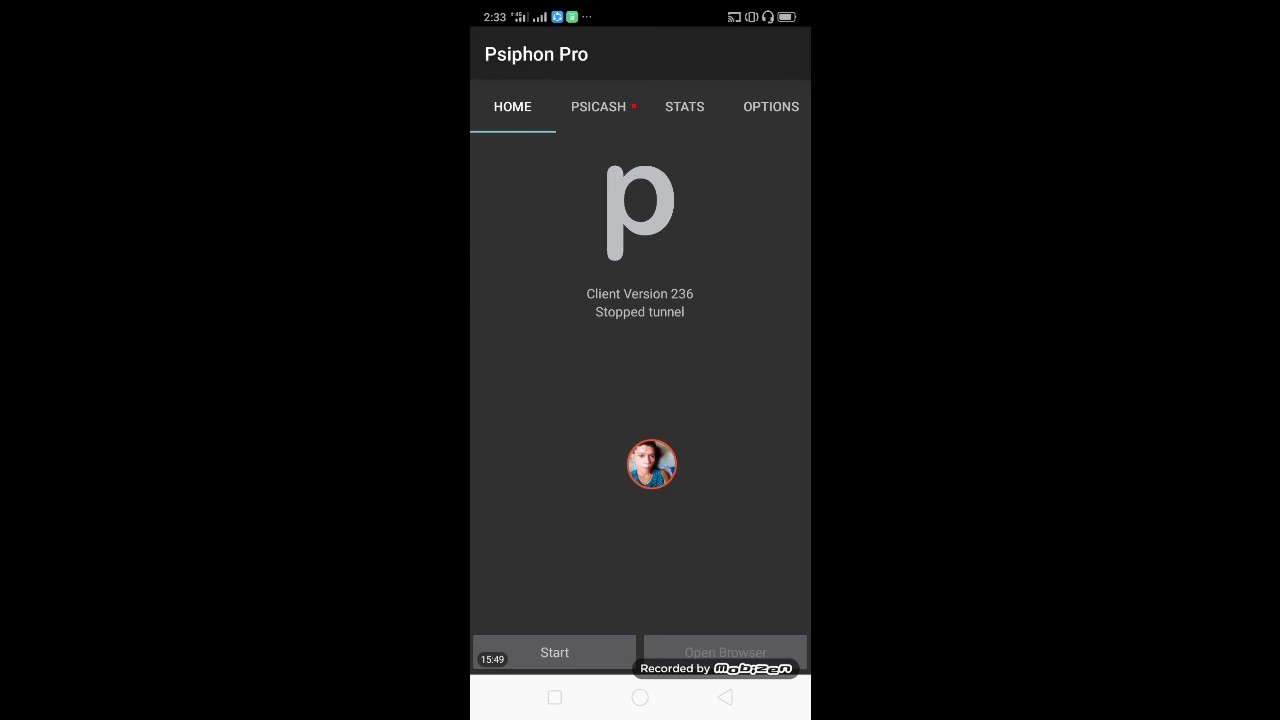 2:33
Psiphon Pro
HOME PSICASH STATS OPTIONS
p
Client Version 236
Stopped tunnel
Start Open Browser
15:49
Recorded by mobizen